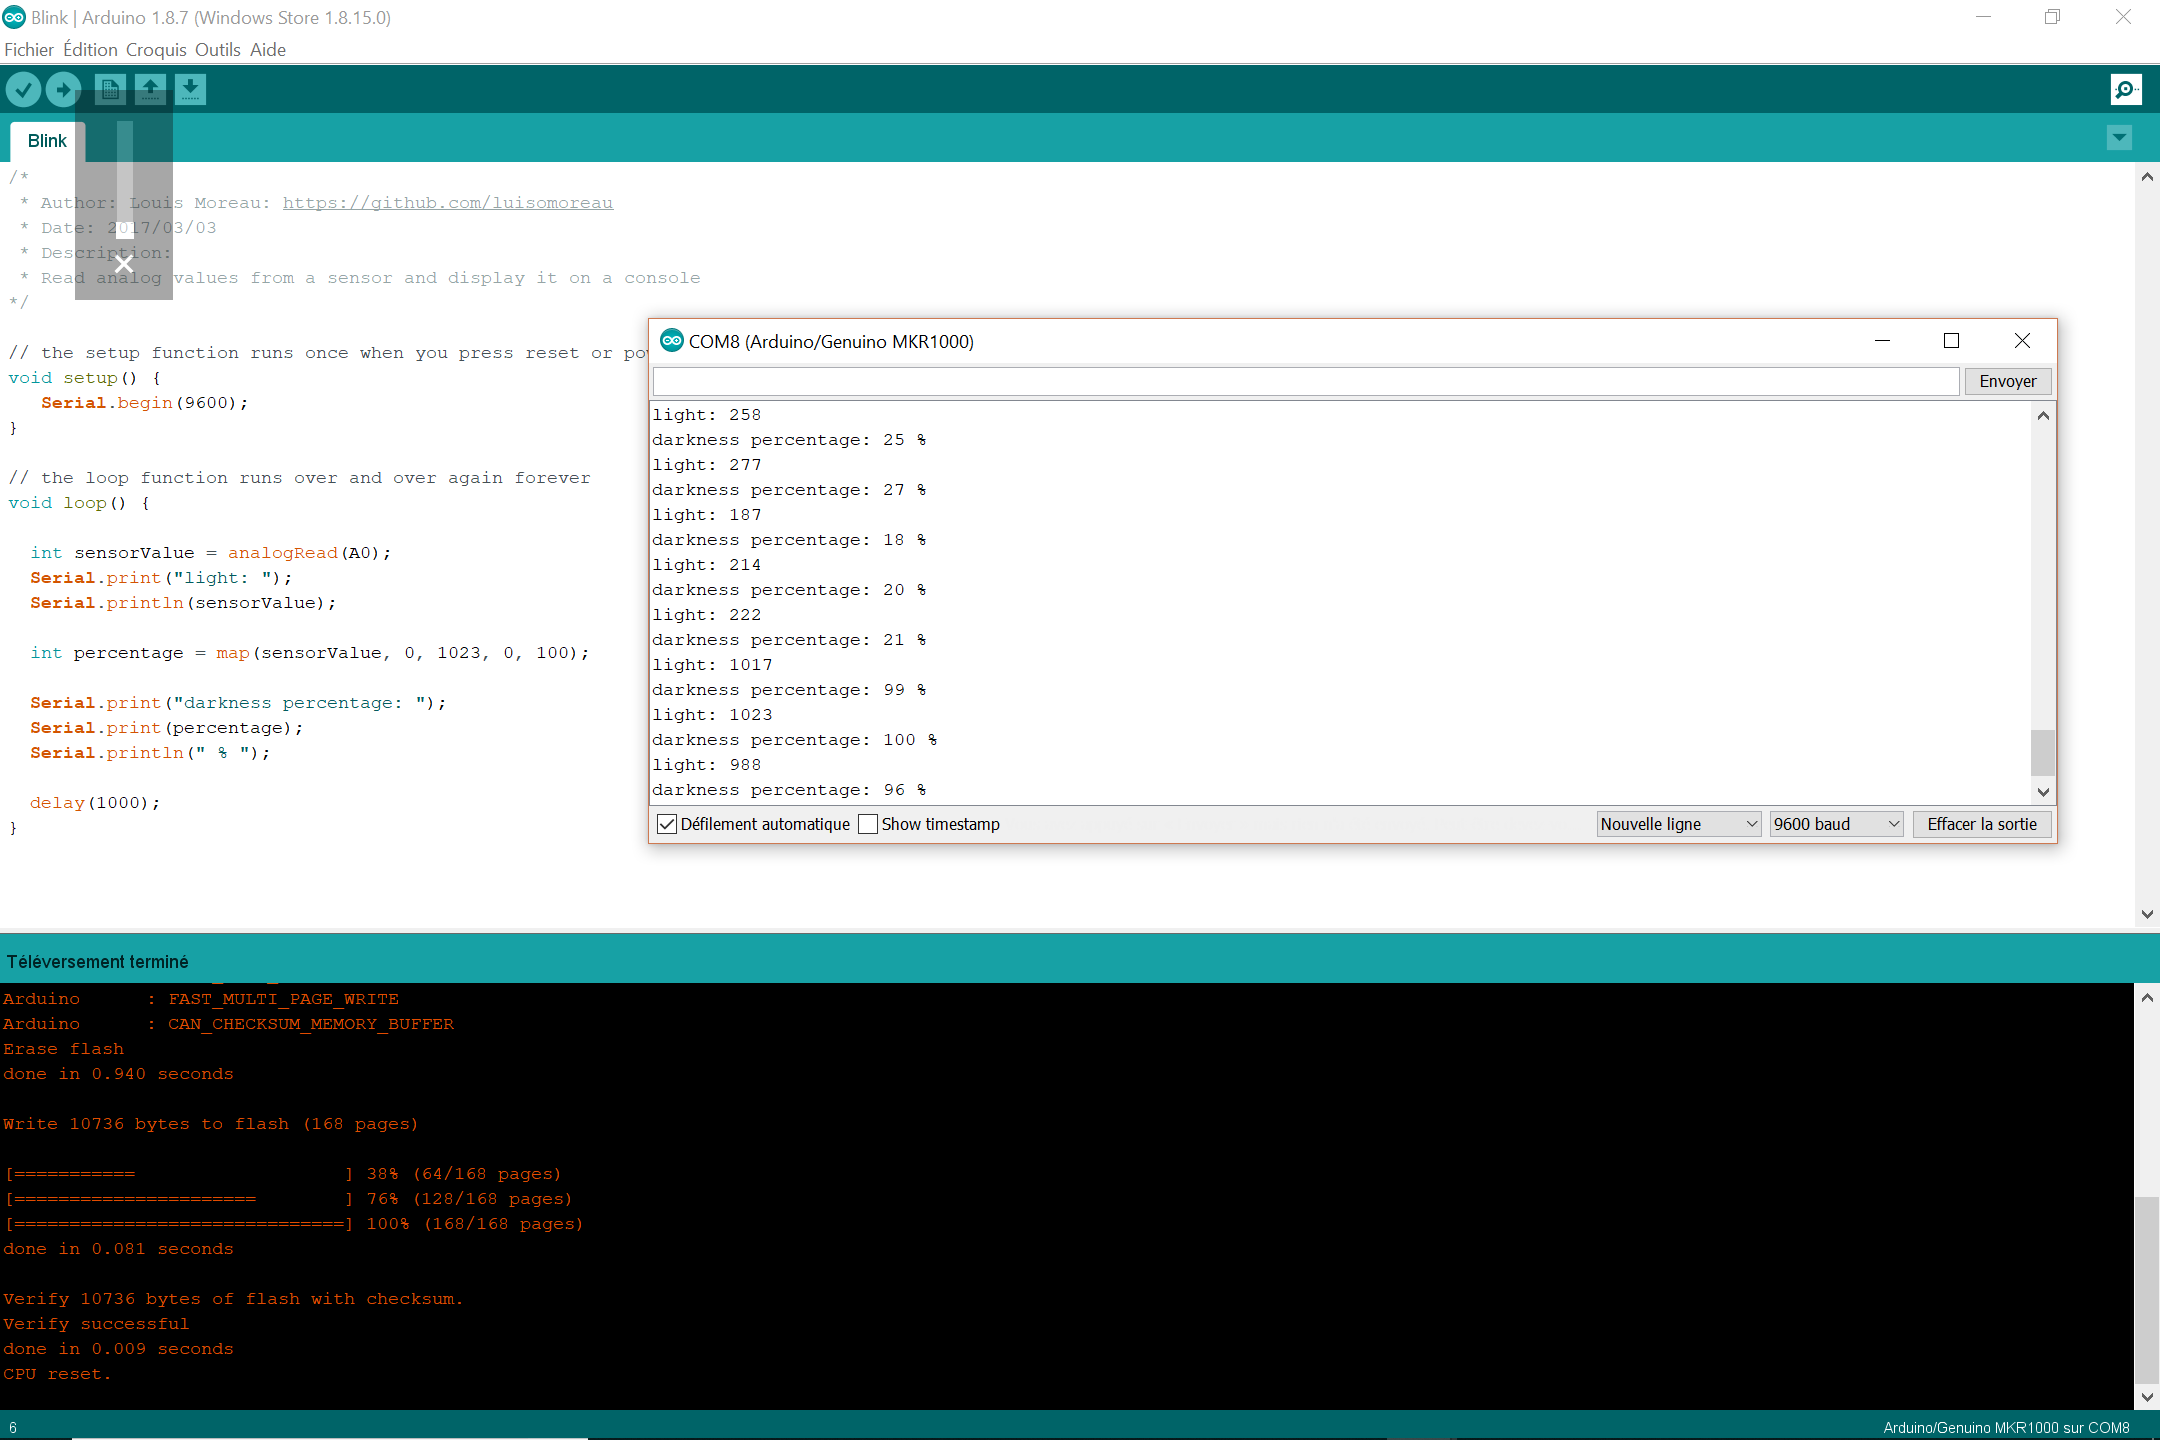 Blink | Arduino 1.8.7 (Windows Store 1.8.15.0)
Fichier Édition Croquis Outils Aide
Blink
/*
 * Author: Louis Moreau: https://github.com/luisomoreau
 * Date: 2017/03/03
 * Description:
 * Read analog values from a sensor and display it on a console
*/
// the setup function runs once when you press reset or po
void setup() {
   Serial.begin(9600);
}
// the loop function runs over and over again forever
void loop() {
  int sensorValue = analogRead(A0);
  Serial.print("light: ");
  Serial.println(sensorValue);
  int percentage = map(sensorValue, 0, 1023, 0, 100);
  Serial.print("darkness percentage: ");
  Serial.print(percentage);
  Serial.println(" % ");
  delay(1000);
}
COM8 (Arduino/Genuino MKR1000)
Envoyer
light: 258
darkness percentage: 25 %
light: 277
darkness percentage: 27 %
light: 187
darkness percentage: 18 %
light: 214
darkness percentage: 20 %
light: 222
darkness percentage: 21 %
light: 1017
darkness percentage: 99 %
light: 1023
darkness percentage: 100 %
light: 988
darkness percentage: 96 %
Défilement automatique Show timestamp Nouvelle ligne 9600 baud Effacer la sortie
Téléversement terminé
Arduino      : FAST_MULTI_PAGE_WRITE
Arduino      : CAN_CHECKSUM_MEMORY_BUFFER
Erase flash
done in 0.940 seconds
Write 10736 bytes to flash (168 pages)
[===========                   ] 38% (64/168 pages)
[======================        ] 76% (128/168 pages)
[==============================] 100% (168/168 pages)
done in 0.081 seconds
Verify 10736 bytes of flash with checksum.
Verify successful
done in 0.009 seconds
CPU reset.
6
Arduino/Genuino MKR1000 sur COM8